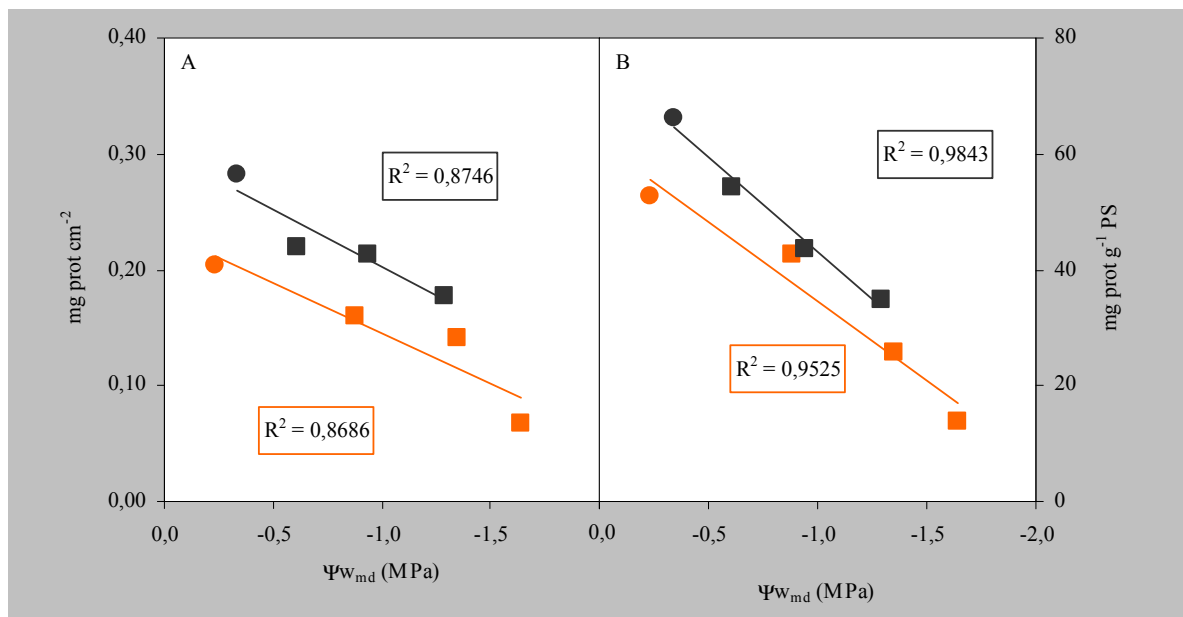 0,40
0,30
0,20
0,10
0,00
mg prot cm-2
A
R2 = 0,8746
R2 = 0,8686
0,0 -0,5 -1,0 -1,5
Ψwmd (MPa)
B
R2 = 0,9843
R2 = 0,9525
0,0 -0,5 -1,0 -1,5 -2,0
Ψwmd (MPa)
80
60
40
20
0
mg prot g-1 PS